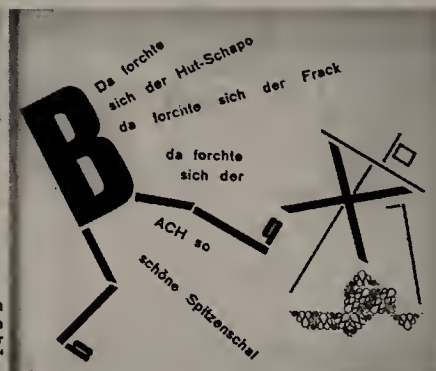 B
Da forchte
sich der Hut-Schapo
da forchte sich der Frack
da forchte
sich der
ACH so
schöne Spitzenschal
X